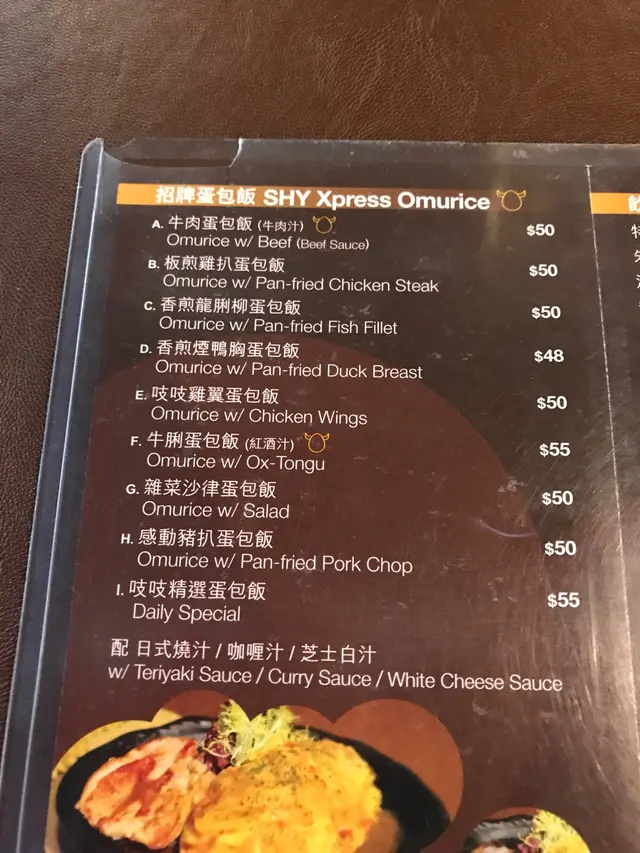 招牌蛋包飯 SHY Xpress Omurice
A. 牛肉蛋包飯 (牛肉汁) $50
Omurice w/ Beef (Beef Sauce)
B. 板煎雞扒蛋包飯 $50
Omurice w/ Pan-fried Chicken Steak
C. 香煎龍脷柳蛋包飯 $50
Omurice w/ Pan-fried Fish Fillet
D. 香煎煙鴨胸蛋包飯 $48
Omurice w/ Pan-fried Duck Breast
E. 吱吱雞翼蛋包飯 $50
Omurice w/ Chicken Wings
F. 牛脷蛋包飯 (紅酒汁) $55
Omurice w/ Ox-Tongu
G. 雜菜沙律蛋包飯 $50
Omurice w/ Salad
H. 感動豬扒蛋包飯 $50
Omurice w/ Pan-fried Pork Chop
I. 吱吱精選蛋包飯 $55
Daily Special
配 日式燒汁 / 咖喱汁 / 芝士白汁
w/ Teriyaki Sauce / Curry Sauce / White Cheese Sauce